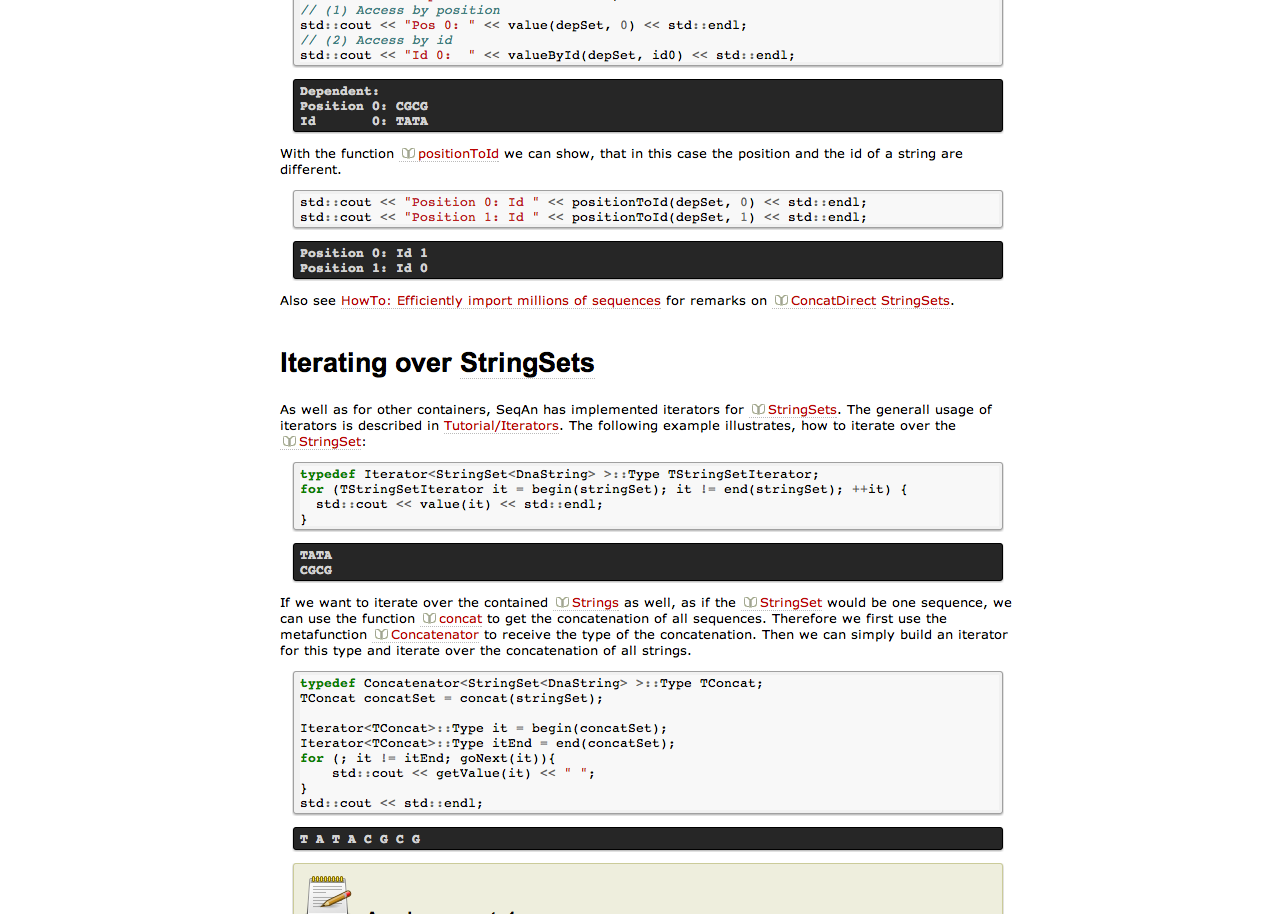 // (1) Access by position
std::cout << "Pos 0: " << value(depSet, 0) << std::endl;
// (2) Access by id
std::cout << "Id 0:  " << valueById(depSet, id0) << std::endl;
Dependent:
Position 0: CGCG
Id       0: TATA
With the function positionToId we can show, that in this case the position and the id of a string are
different.
std::cout << "Position 0: Id " << positionToId(depSet, 0) << std::endl;
std::cout << "Position 1: Id " << positionToId(depSet, 1) << std::endl;
Position 0: Id 1
Position 1: Id 0
Also see HowTo: Efficiently import millions of sequences for remarks on ConcatDirect StringSets.
Iterating over StringSets
As well as for other containers, SeqAn has implemented iterators for StringSets. The generall usage of
iterators is described in Tutorial/Iterators. The following example illustrates, how to iterate over the
StringSet:
typedef Iterator<StringSet<DnaString> >::Type TStringSetIterator;
for (TStringSetIterator it = begin(stringSet); it != end(stringSet); ++it) {
  std::cout << value(it) << std::endl;
}
TATA
CGCG
If we want to iterate over the contained Strings as well, as if the StringSet would be one sequence, we
can use the function concat to get the concatenation of all sequences. Therefore we first use the
metafunction Concatenator to receive the type of the concatenation. Then we can simply build an iterator
for this type and iterate over the concatenation of all strings.
typedef Concatenator<StringSet<DnaString> >::Type TConcat;
TConcat concatSet = concat(stringSet);
Iterator<TConcat>::Type it = begin(concatSet);
Iterator<TConcat>::Type itEnd = end(concatSet);
for (; it != itEnd; goNext(it)){
    std::cout << getValue(it) << " ";
}
std::cout << std::endl;
T A T A C G C G